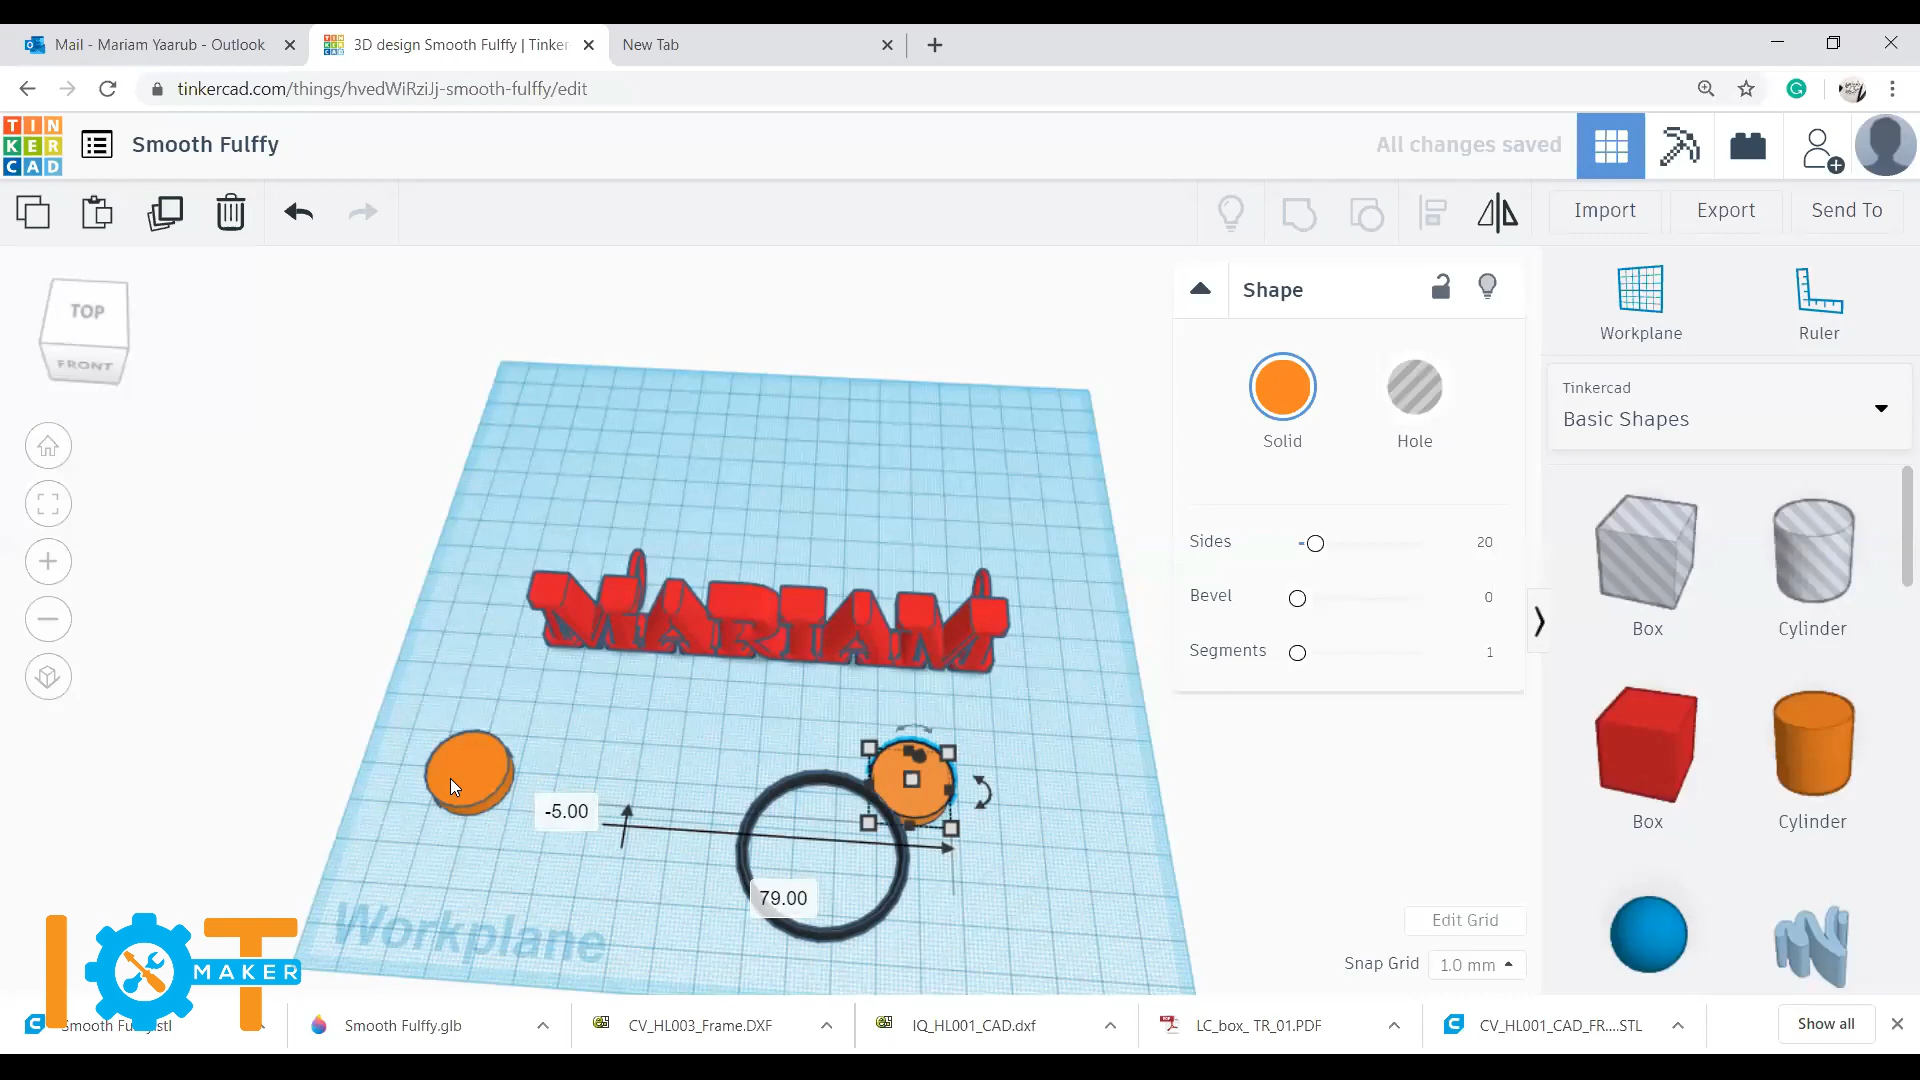 Mail - Mariam Yaarub - Outlook
3D design Smooth Fulffy | Tinker
New Tab
tinkercad.com/things/hvedWiRziJj-smooth-fulffy/edit
TIN
KER
CAD
Smooth Fulffy
All changes saved
Import
Export
Send To
TOP
FRONT
Shape
Solid
Hole
Sides
20
Bevel
0
Segments
1
Workplane
Ruler
Tinkercad
Basic Shapes
Box
Cylinder
Box
Cylinder
MARIAM
-5.00
79.00
Workplane
Edit Grid
Snap Grid
1.0 mm
IOT
MAKER
Smooth Fulffy.glb
CV_HL003_Frame.DXF
IQ_HL001_CAD.dxf
LC_box_ TR_01.PDF
CV_HL001_CAD_FR....STL
Show all